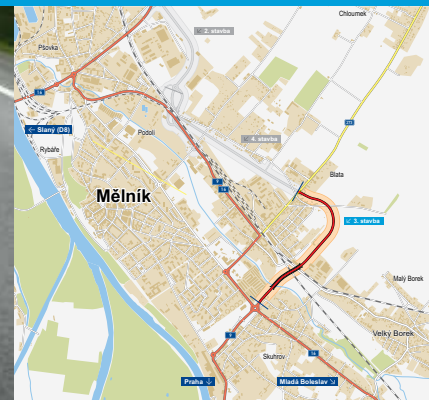 Chloumek
↙ 2. stavba
Pšovka
16
← Slaný (D8)
Podolí
273
↙ 4. stavba
Rybáře
Blata
9
16
Mělník
↙ 3. stavba
Malý Borek
9
Velký Borek
Skuhrov
16
Praha ↓
Mladá Boleslav ↘